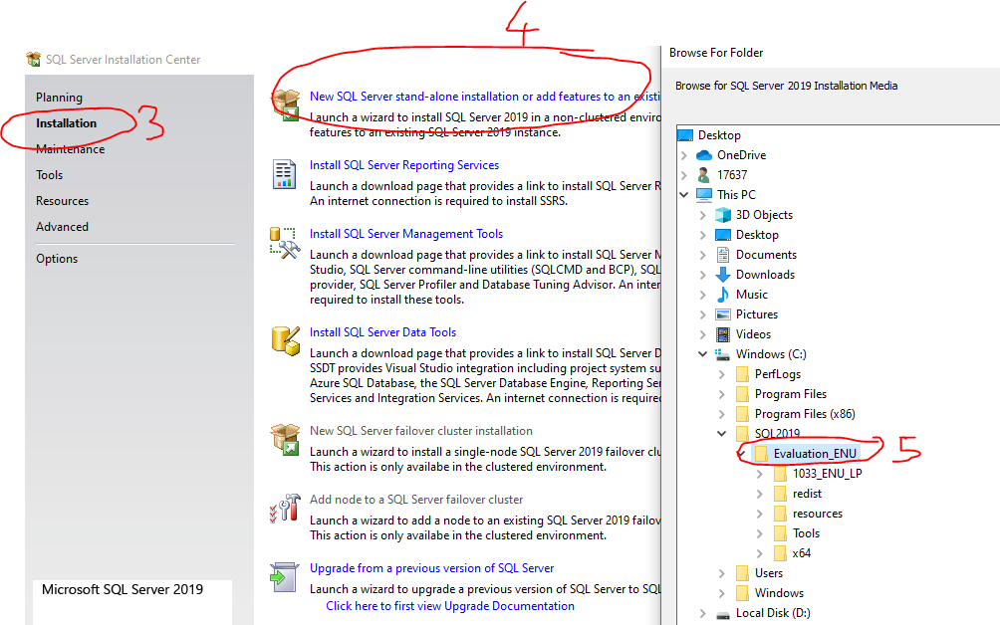 4
SQL Server Installation Center
Planning
Installation
3
Maintenance
Tools
Resources
Advanced
Options
Microsoft SQL Server 2019
New SQL Server stand-alone installation or add features to an existi
Launch a wizard to install SQL Server 2019 in a non-clustered enviro
features to an existing SQL Server 2019 instance.
Install SQL Server Reporting Services
Launch a download page that provides a link to install SQL Server R
An internet connection is required to install SSRS.
Install SQL Server Management Tools
Launch a download page that provides a link to install SQL Server M
Studio, SQL Server command-line utilities (SQLCMD and BCP), SQL
provider, SQL Server Profiler and Database Tuning Advisor. An inter
required to install these tools.
Install SQL Server Data Tools
Launch a download page that provides a link to install SQL Server D
SSDT provides Visual Studio integration including project system su
Azure SQL Database, the SQL Server Database Engine, Reporting Ser
Services and Integration Services. An internet connection is required
New SQL Server failover cluster installation
Launch a wizard to install a single-node SQL Server 2019 failover clu
This action is only availabe in the clustered environment.
Add node to a SQL Server failover cluster
Launch a wizard to add a node to an existing SQL Server 2019 failov
This action is only availabe in the clustered environment.
Upgrade from a previous version of SQL Server
Launch a wizard to upgrade a previous version of SQL Server to SQL
Click here to first view Upgrade Documentation
Browse For Folder
Browse for SQL Server 2019 Installation Media
Desktop
OneDrive
17637
This PC
3D Objects
Desktop
Documents
Downloads
Music
Pictures
Videos
Windows (C:)
PerfLogs
Program Files
Program Files (x86)
SQL2019
Evaluation_ENU
5
1033_ENU_LP
redist
resources
Tools
x64
Users
Windows
Local Disk (D:)